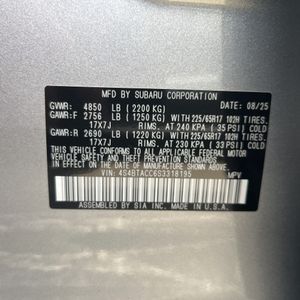 MFD. BY SUBARU CORPORATION DATE: 08/25
GVWR: 4850 LB (2200 KG)
GAWR:F 2756 LB (1250 KG) WITH 225/65R17 102H TIRES,
17X7J RIMS, AT 240 KPA (35 PSI) COLD
GAWR:R 2690 LB (1220 KG) WITH 225/65R17 102H TIRES,
17X7J RIMS, AT 230 KPA (33 PSI) COLD
THIS VEHICLE CONFORMS TO ALL APPLICABLE FEDERAL MOTOR
VEHICLE SAFETY AND THEFT PREVENTION STANDARDS
IN EFFECT ON THE DATE OF MANUFACTURE SHOWN ABOVE.
VIN: 4S4BTACC6S3318195 MPV
ASSEMBLED BY SIA INC. MADE IN U.S.A.